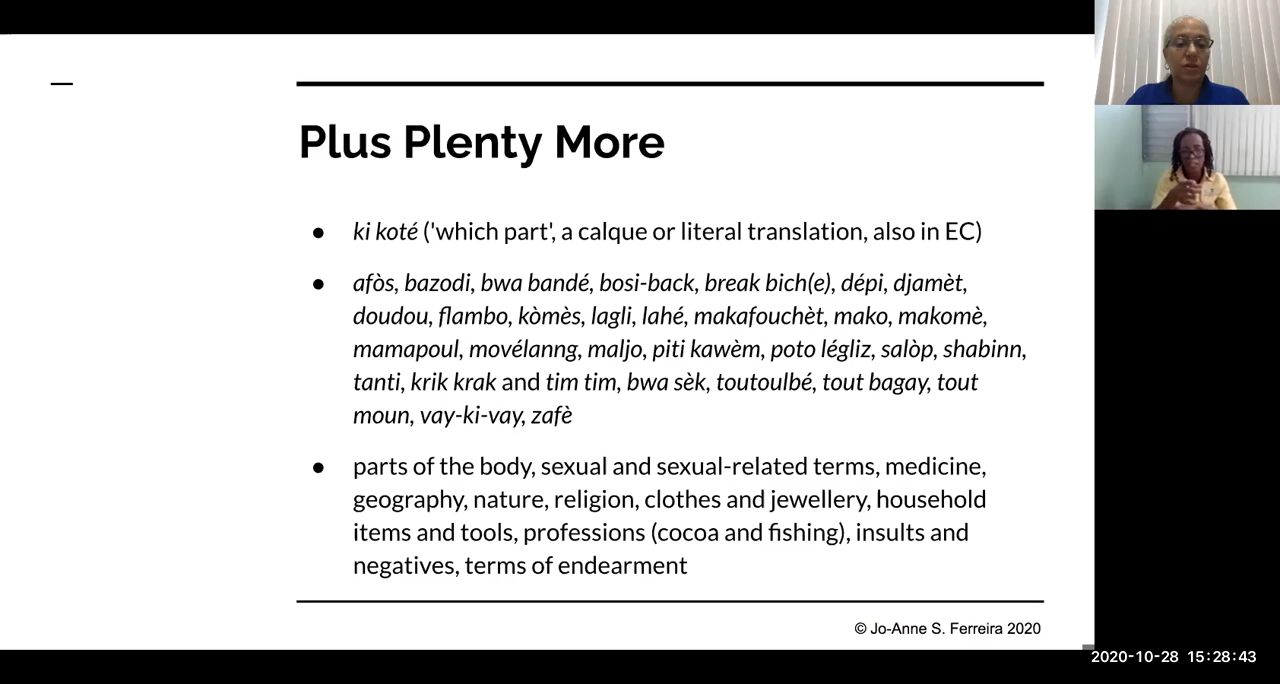 Plus Plenty More
● ki koté ('which part', a calque or literal translation, also in EC)
● afòs, bazodi, bwa bandé, bosi-back, break bich(e), dépi, djamèt,
doudou, flambo, kòmès, lagli, lahé, makafouchèt, mako, makomè,
mamapoul, movélanng, maljo, piti kawèm, poto légliz, salòp, shabinn,
tanti, krik krak and tim tim, bwa sèk, toutoulbé, tout bagay, tout
moun, vay-ki-vay, zafè
● parts of the body, sexual and sexual-related terms, medicine,
geography, nature, religion, clothes and jewellery, household
items and tools, professions (cocoa and fishing), insults and
negatives, terms of endearment
© Jo-Anne S. Ferreira 2020
2020-10-28 15:28:43